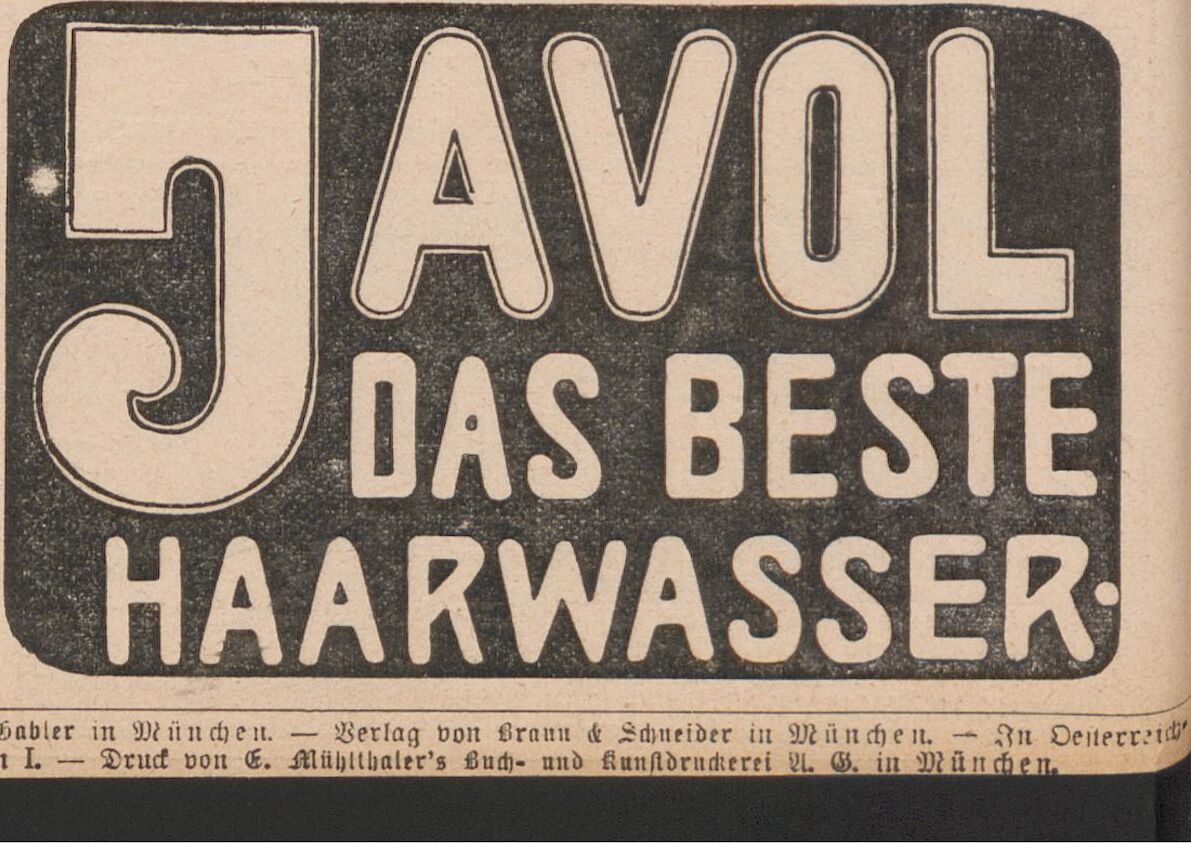 JAVOL
DAS BESTE
HAARWASSER.
in München. — Verlag von Braun & Schneider in München. — In Oesterreich-
I. — Druck von E. Mühlthaler's Buch- und Kunstdruckerei A. G. in München.